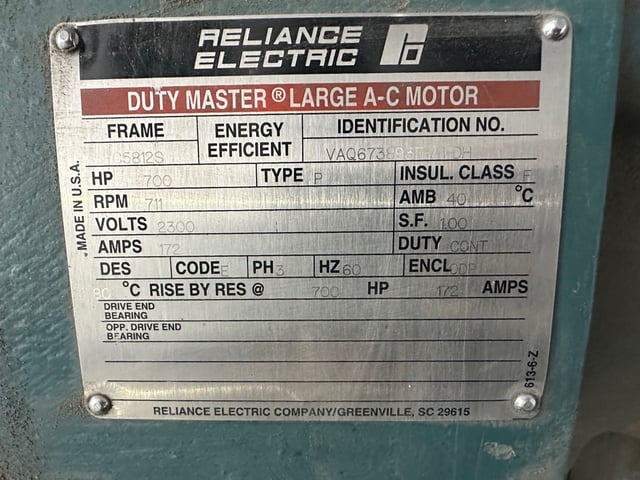 RELIANCE
ELECTRIC
DUTY MASTER® LARGE A-C MOTOR
FRAME ENERGY EFFICIENT IDENTIFICATION NO.
G5812S
HP 700 TYPE P INSUL. CLASS F
RPM 711 AMB 40 °C
VOLTS 2300 S.F. 1.00
AMPS 172 DUTY CONT
DES CODE E PH 3 HZ 60 ENCL ODP
80 °C RISE BY RES @ 700 HP 172 AMPS
DRIVE END
BEARING
OPP. DRIVE END
BEARING
RELIANCE ELECTRIC COMPANY/GREENVILLE, SC 29615
MADE IN U.S.A.
613-6-Z